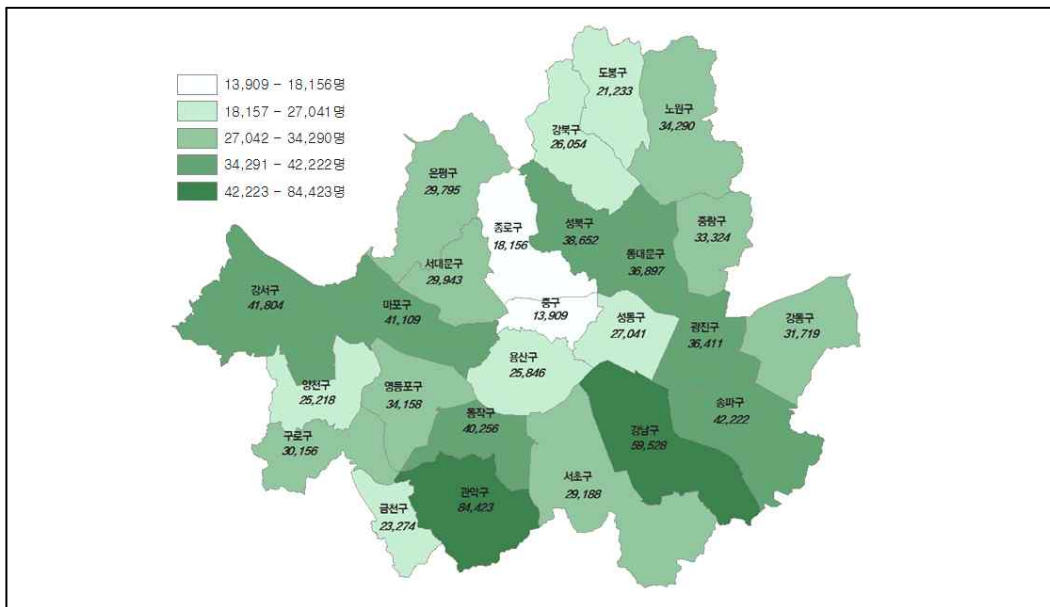 13,909 - 18,156명
18,157 - 27,041명
27,042 - 34,290명
34,291 - 42,222명
42,223 - 84,423명
도봉구
21,233
노원구
34,290
강북구
26,054
은평구
29,795
중랑구
33,324
종로구
18,156
성북구
38,652
동대문구
36,897
서대문구
29,943
강서구
41,804
마포구
41,109
중구
13,909
성동구
27,041
광진구
36,411
강동구
31,719
용산구
25,846
양천구
25,218
영등포구
34,158
송파구
42,222
동작구
40,256
강남구
59,528
구로구
30,156
서초구
29,188
관악구
84,423
금천구
23,274